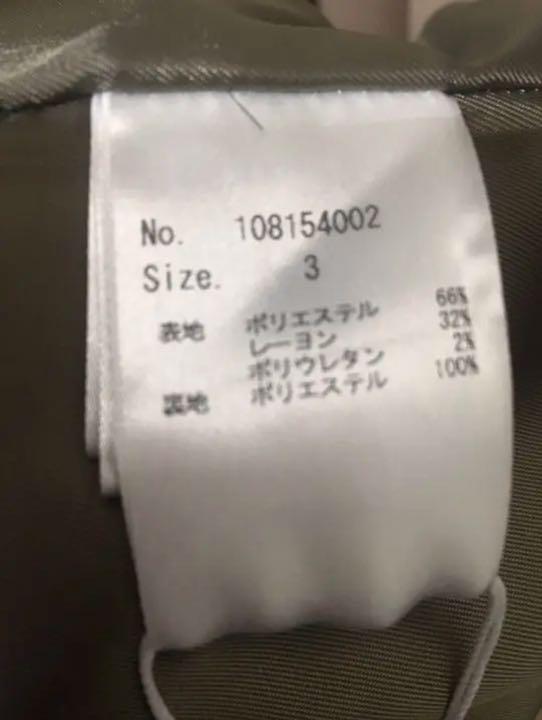 No. 108154002
Size. 3
表地 ポリエステル 66%
レーヨン 32%
ポリウレタン 2%
裏地 ポリエステル 100%